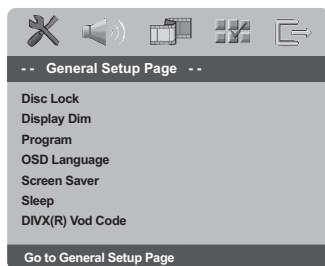 -- General Setup Page --
Disc Lock
Display Dim
Program
OSD Language
Screen Saver
Sleep
DIVX(R) Vod Code
Go to General Setup Page